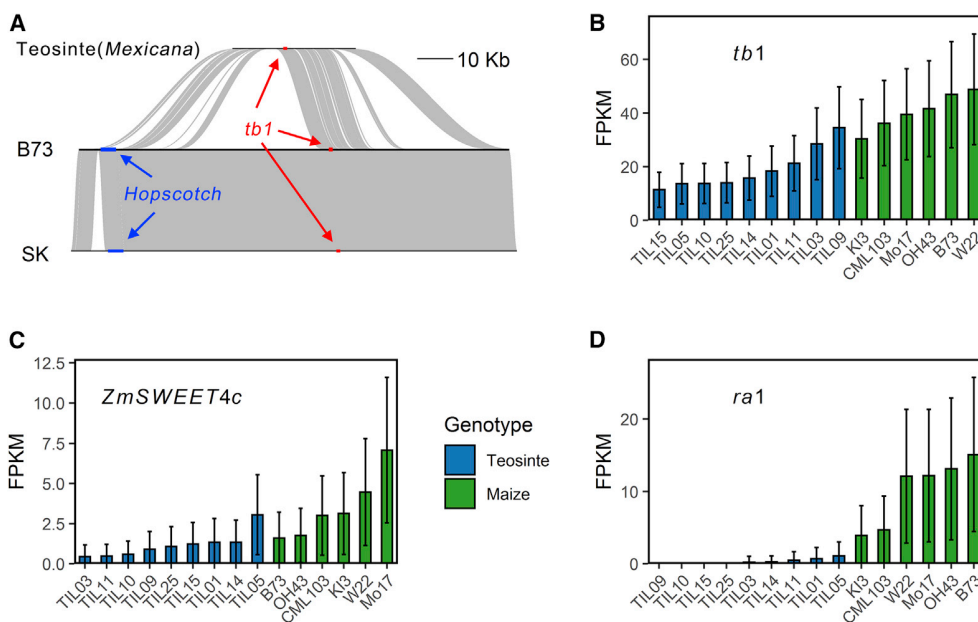 A
Teosinte(Mexicana)
10 Kb
tb1
B73
Hopscotch
SK
B
tb1
FPKM
60
40
20
0
TIL15 TIL05 TIL10 TIL25 TIL14 TIL01 TIL11 TIL03 TIL09 KI3 CML103 Mo17 OH43 B73 W22
C
ZmSWEET4c
FPKM
12.5
10.0
7.5
5.0
2.5
0.0
TIL03 TIL11 TIL10 TIL09 TIL25 TIL15 TIL01 TIL14 TIL05 B73 OH43 CML103 KI3 W22 Mo17
Genotype
Teosinte
Maize
D
ra1
FPKM
20
10
0
TIL09 TIL10 TIL15 TIL25 TIL03 TIL14 TIL11 TIL01 TIL05 KI3 CML103 W22 Mo17 OH43 B73